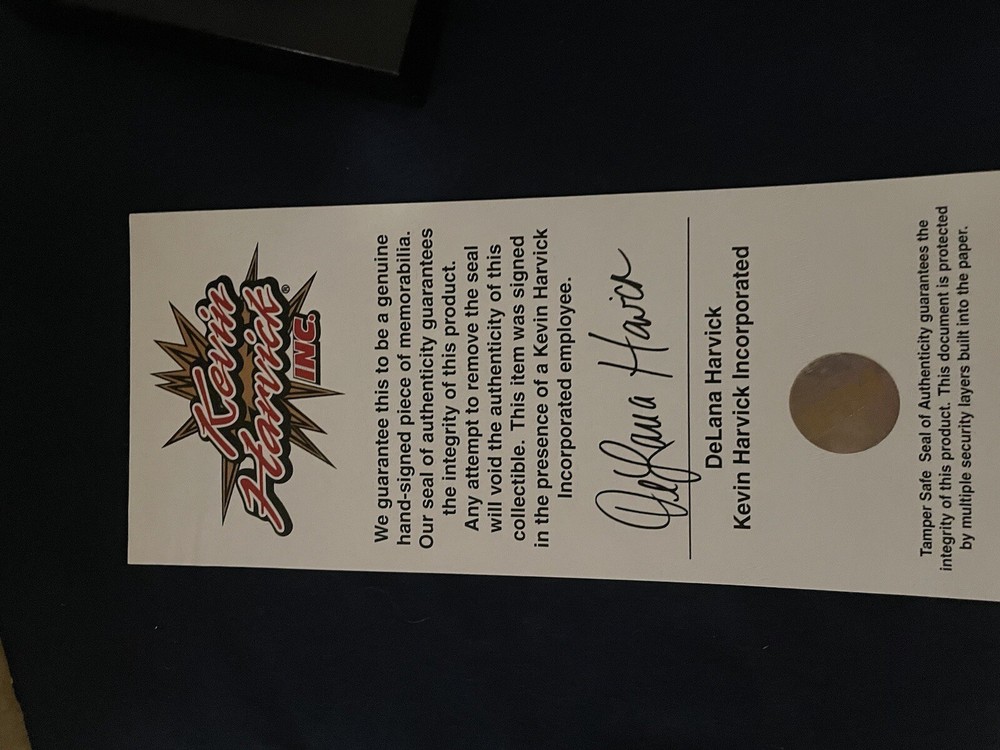 Kevin
Harvick®
INC.
We guarantee this to be a genuine
hand-signed piece of memorabilia.
Our seal of authenticity guarantees
the integrity of this product.
Any attempt to remove the seal
will void the authenticity of this
collectible. This item was signed
in the presence of a Kevin Harvick
Incorporated employee.
DeLana Harvick
DeLana Harvick
Kevin Harvick Incorporated
Tamper Safe Seal of Authenticity guarantees the
integrity of this product. This document is protected
by multiple security layers built into the paper.